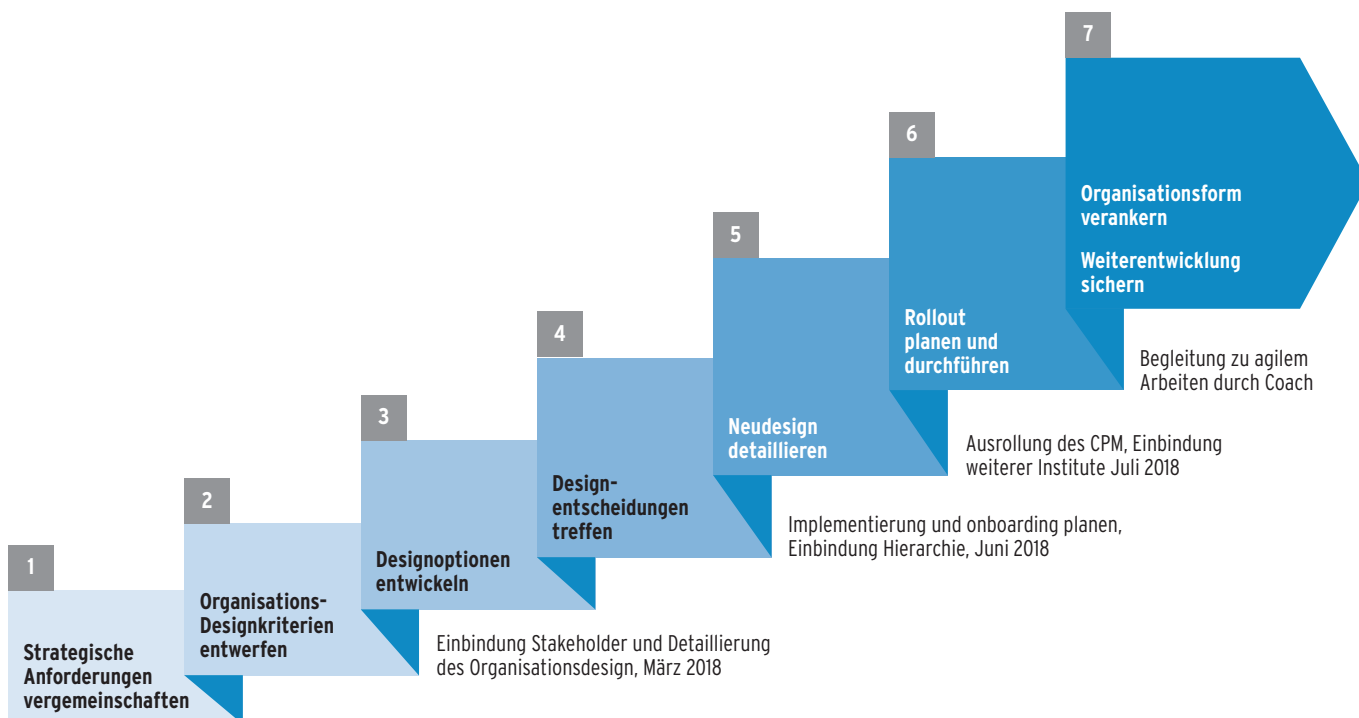 1
Strategische
Anforderungen
vergemeinschaften
2
Organisations-
Designkriterien
entwerfen
3
Designoptionen
entwickeln
Einbindung Stakeholder und Detaillierung
des Organisationsdesign, März 2018
4
Design-
entscheidungen
treffen
5
Neudesign
detaillieren
Implementierung und onboarding planen,
Einbindung Hierarchie, Juni 2018
6
Rollout
planen und
durchführen
Ausrollung des CPM, Einbindung
weiterer Institute Juli 2018
7
Organisationsform
verankern
Weiterentwicklung
sichern
Begleitung zu agilem
Arbeiten durch Coach